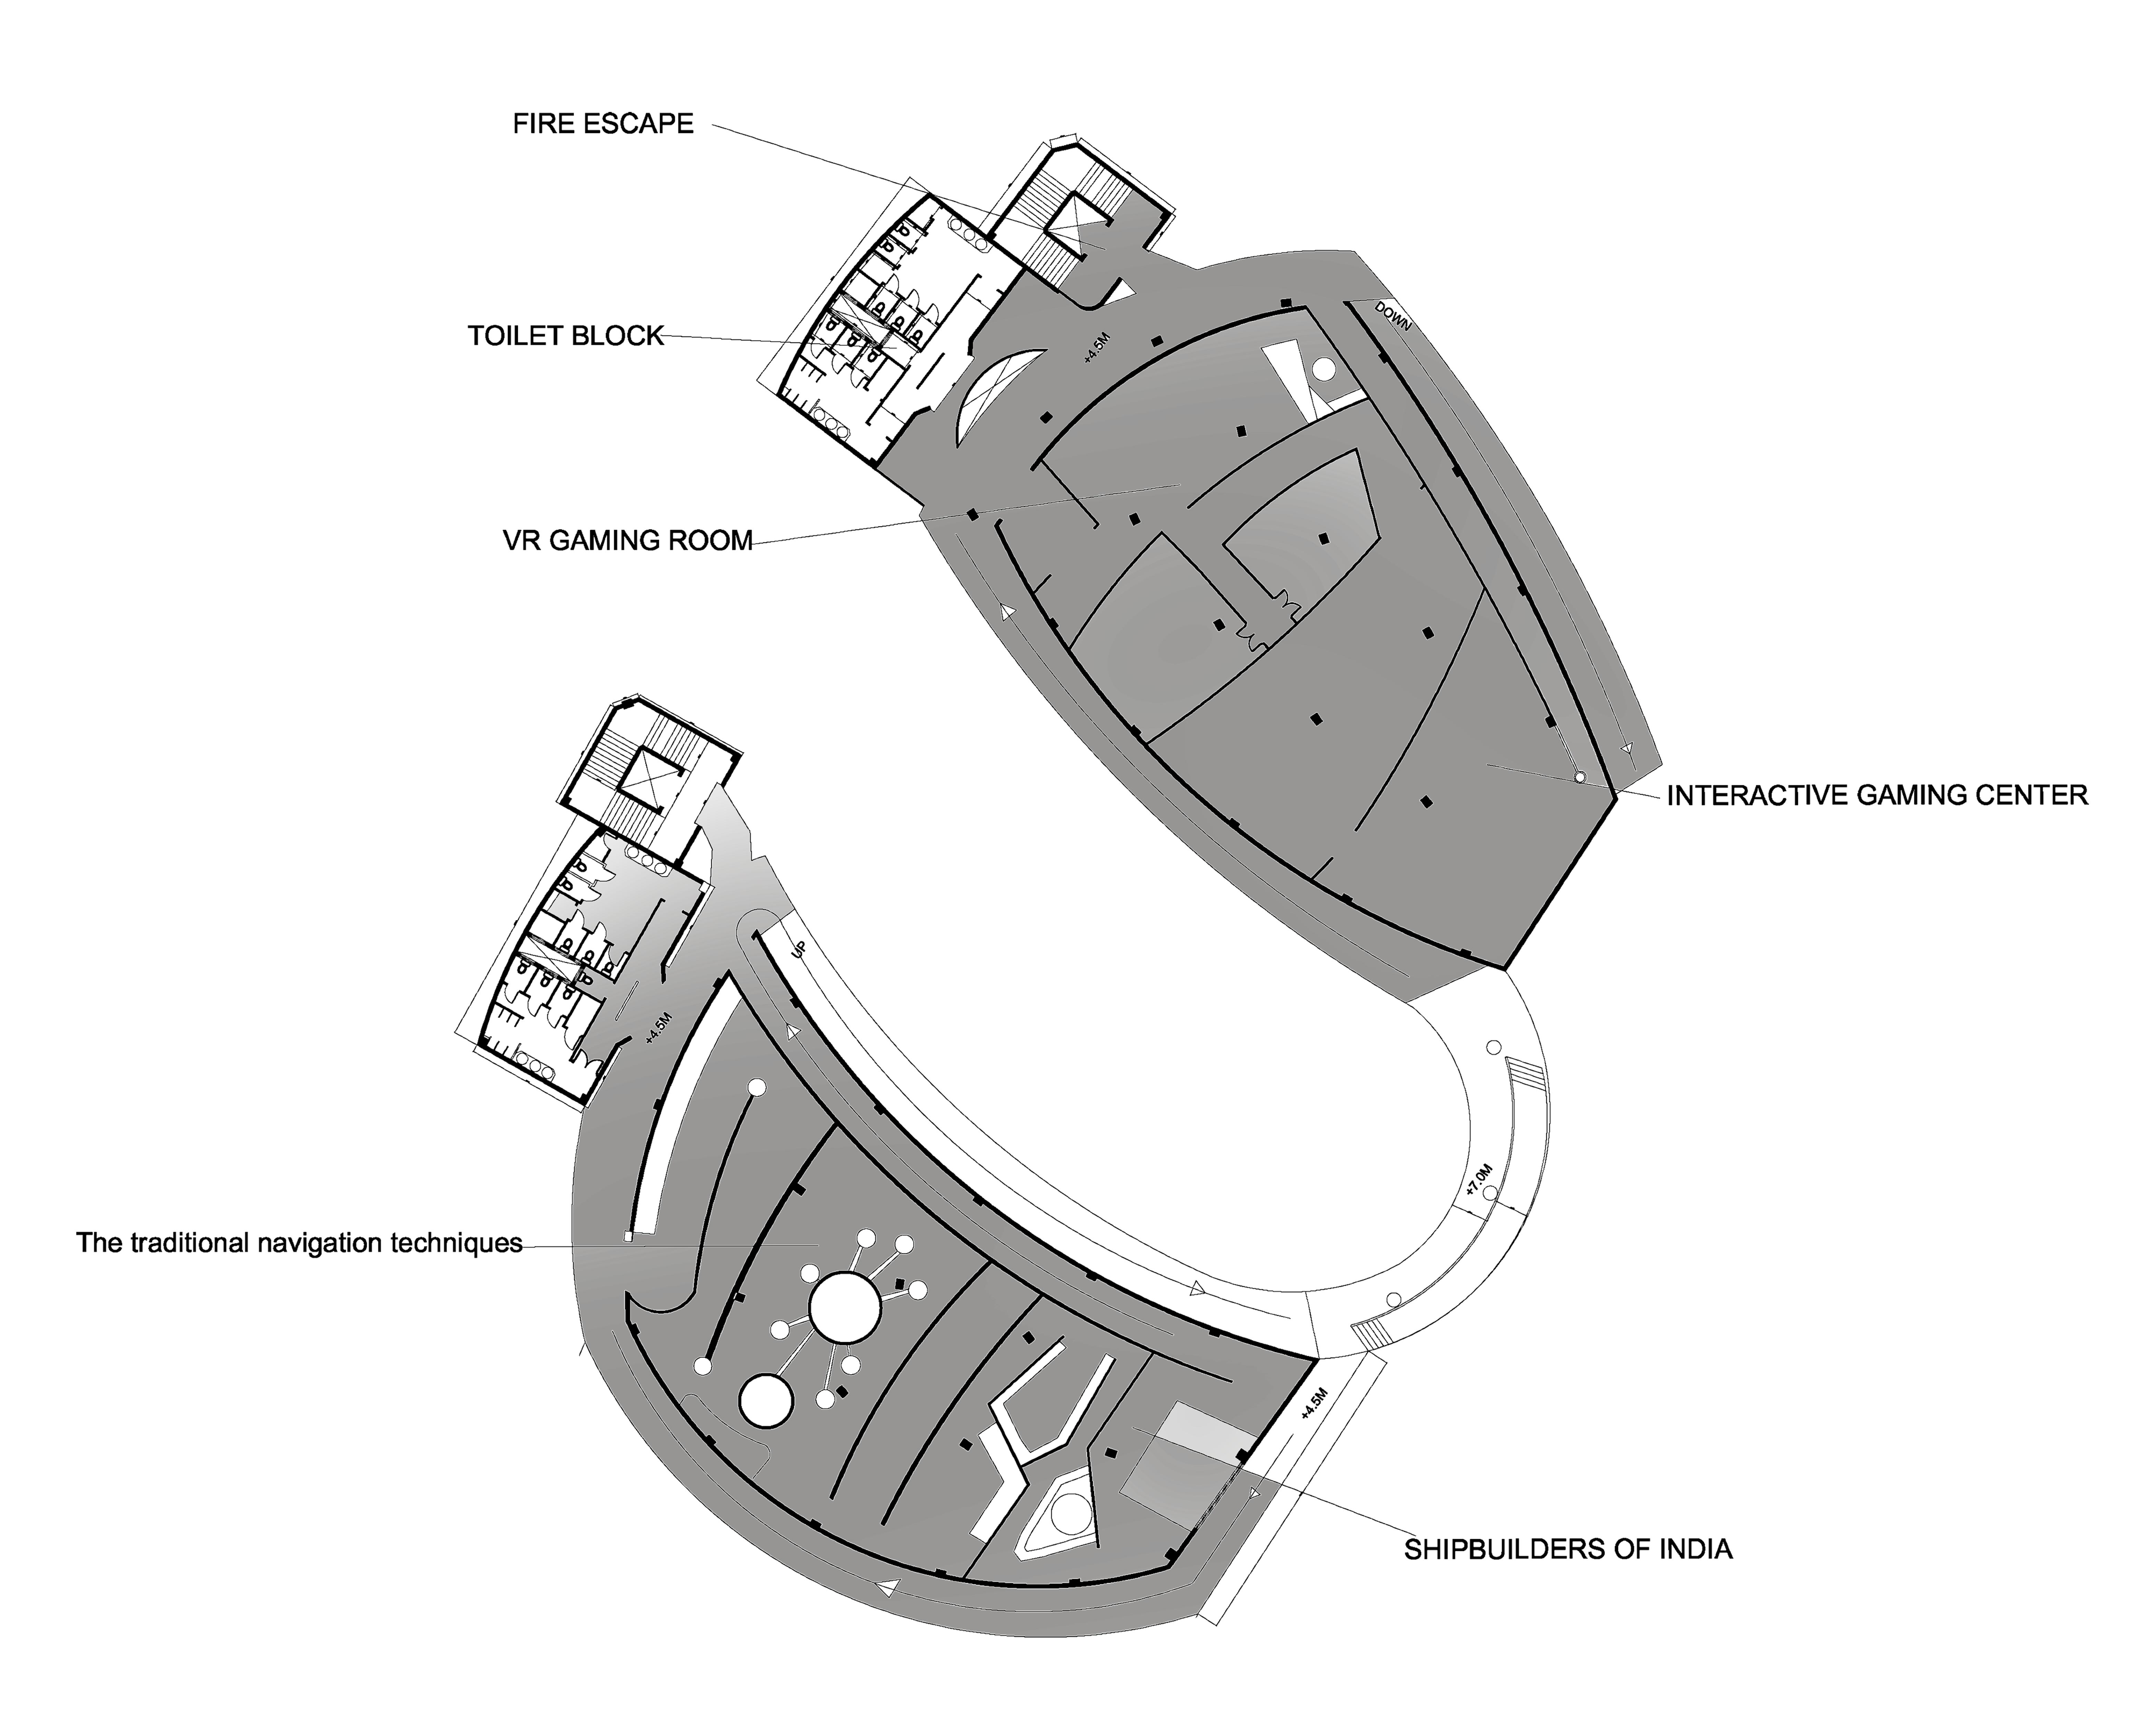 FIRE ESCAPE
DOWN
TOILET BLOCK
+4.5M
VR GAMING ROOM
INTERACTIVE GAMING CENTER
UP
+4.5M
+7.0M
The traditional navigation techniques
+4.5M
SHIPBUILDERS OF INDIA